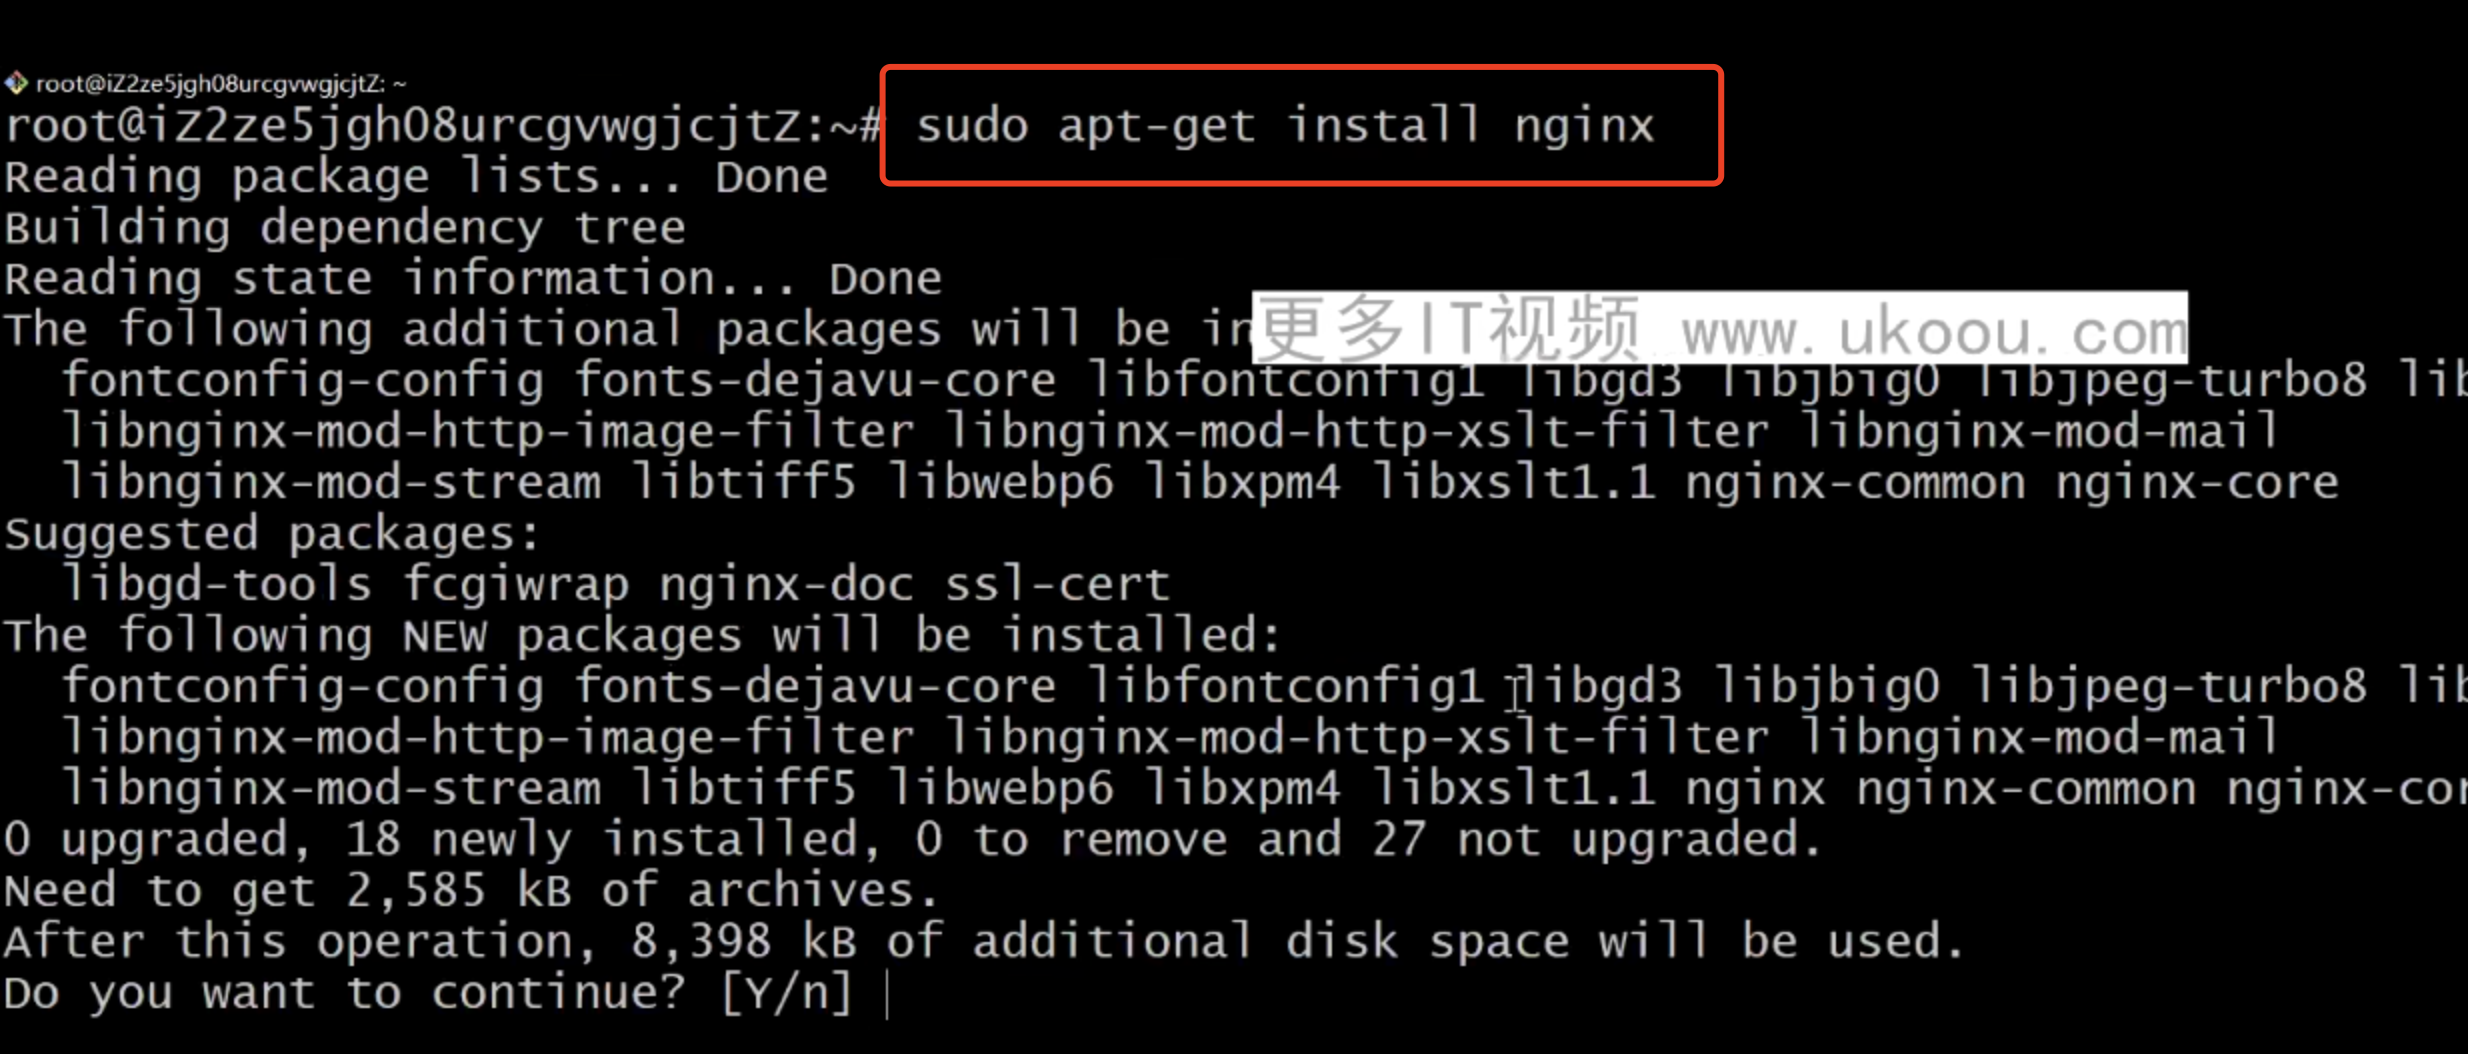 root@iZ2ze5jgh08urcgvwgjcjtZ: ~
root@iZ2ze5jgh08urcgvwgjcjtZ:~# sudo apt-get install nginx
Reading package lists... Done
Building dependency tree
Reading state information... Done
The following additional packages will be in更多IT视频 www.ukoou.com
fontconfig-config fonts-dejavu-core libfontconfig1 libgd3 libjbig0 libjpeg-turbo8 lib
libnginx-mod-http-image-filter libnginx-mod-http-xslt-filter libnginx-mod-mail
libnginx-mod-stream libtiff5 libwebp6 libxpm4 libxslt1.1 nginx-common nginx-core
Suggested packages:
libgd-tools fcgiwrap nginx-doc ssl-cert
The following NEW packages will be installed:
fontconfig-config fonts-dejavu-core libfontconfig1 libgd3 libjbig0 libjpeg-turbo8 lib
libnginx-mod-http-image-filter libnginx-mod-http-xslt-filter libnginx-mod-mail
libnginx-mod-stream libtiff5 libwebp6 libxpm4 libxslt1.1 nginx nginx-common nginx-cor
0 upgraded, 18 newly installed, 0 to remove and 27 not upgraded.
Need to get 2,585 kB of archives.
After this operation, 8,398 kB of additional disk space will be used.
Do you want to continue? [Y/n]